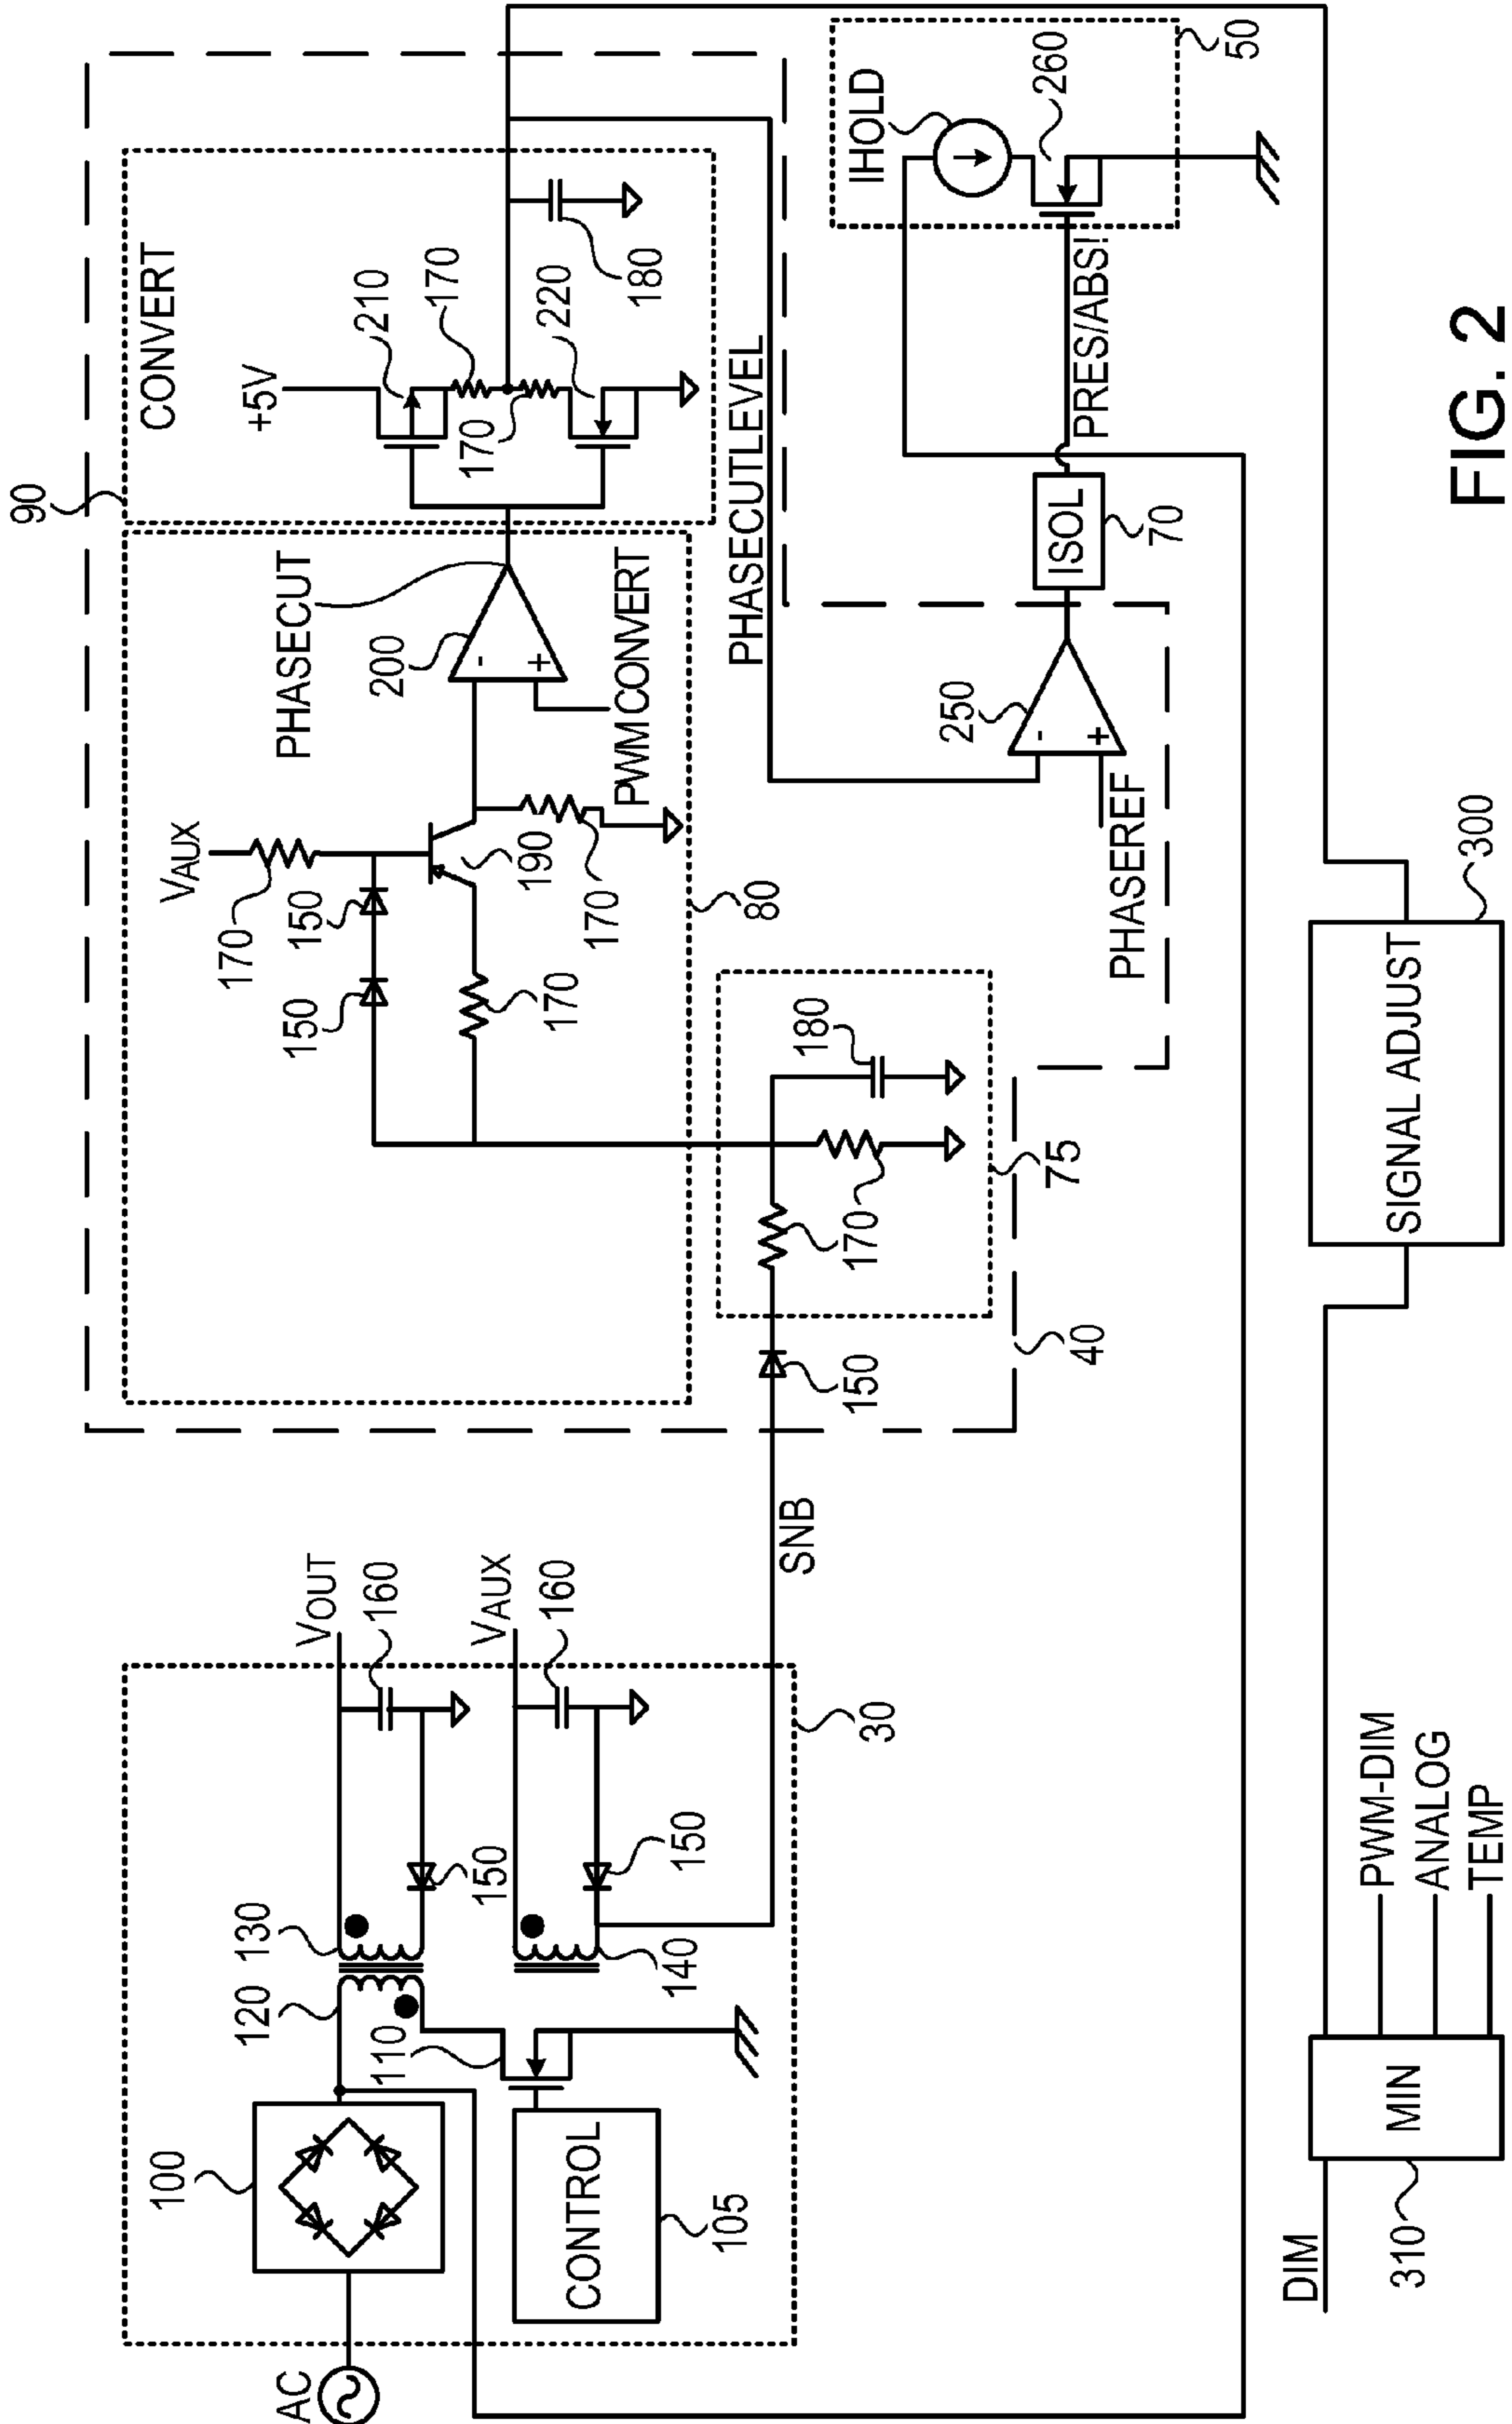 AC
100
CONTROL
105
110
120
130
140
150
150
160
160
VOUT
VAUX
30
SNB
40
150
170
180
75
80
VAUX
170
150
150
170
190
170
PHASECUT
200
PWMCONVERT
90
CONVERT
+5V
210
170
170
220
180
PHASECUTLEVEL
PHASEREF
250
ISOL
70
PRES/ABS!
IHOLD
260
50
DIM
MIN
310
PWM-DIM
ANALOG
TEMP
SIGNAL ADJUST
300
FIG. 2